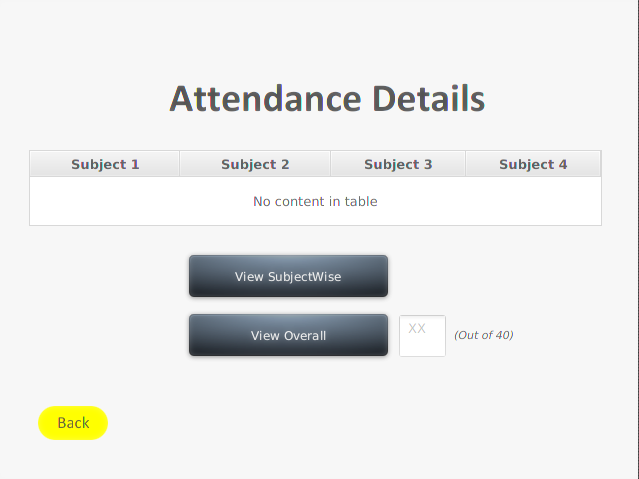 Attendance Details
Subject 1 Subject 2 Subject 3 Subject 4
No content in table
View SubjectWise
View Overall XX (Out of 40)
Back